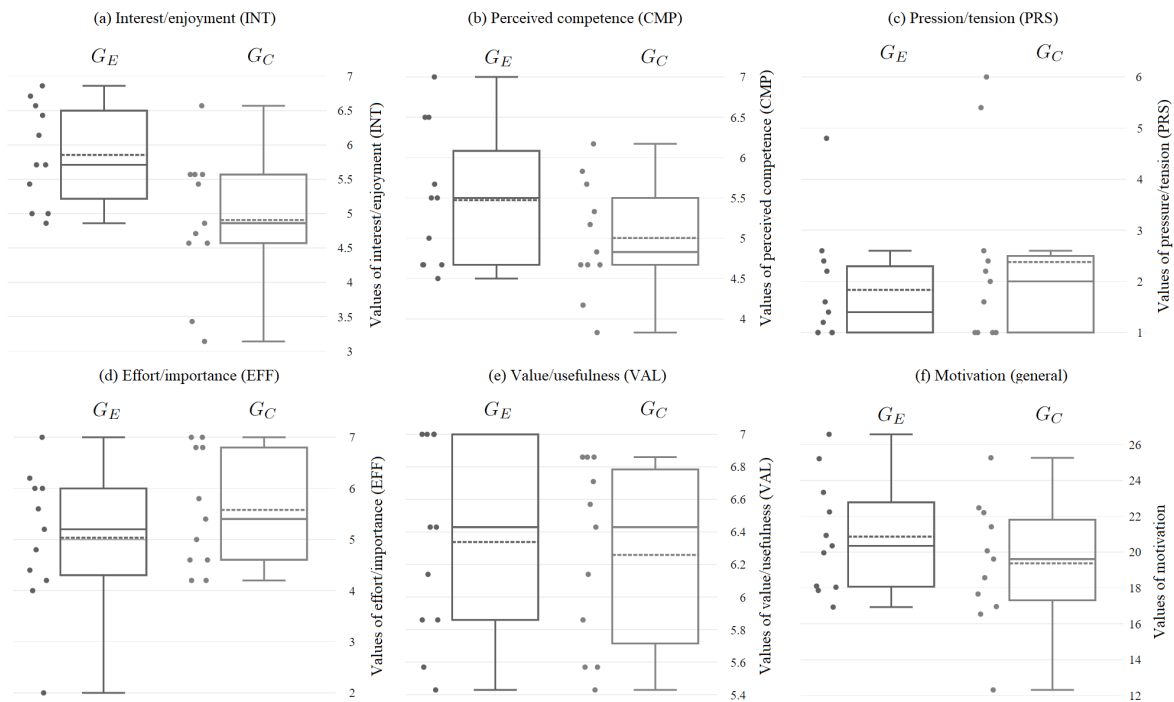 (a) Interest/enjoyment (INT)
G_E
G_C
7
6.5
6
5.5
5
4.5
4
3.5
3
Values of interest/enjoyment (INT)
(b) Perceived competence (CMP)
G_E
G_C
7
6.5
6
5.5
5
4.5
4
Values of perceived competence (CMP)
(c) Pression/tension (PRS)
G_E
G_C
6
5
4
3
2
1
Values of pressure/tension (PRS)
(d) Effort/importance (EFF)
G_E
G_C
7
6
5
4
3
2
Values of effort/importance (EFF)
(e) Value/usefulness (VAL)
G_E
G_C
7
6.8
6.6
6.4
6.2
6
5.8
5.6
5.4
Values of value/usefulness (VAL)
(f) Motivation (general)
G_E
G_C
26
24
22
20
18
16
14
12
Values of motivation